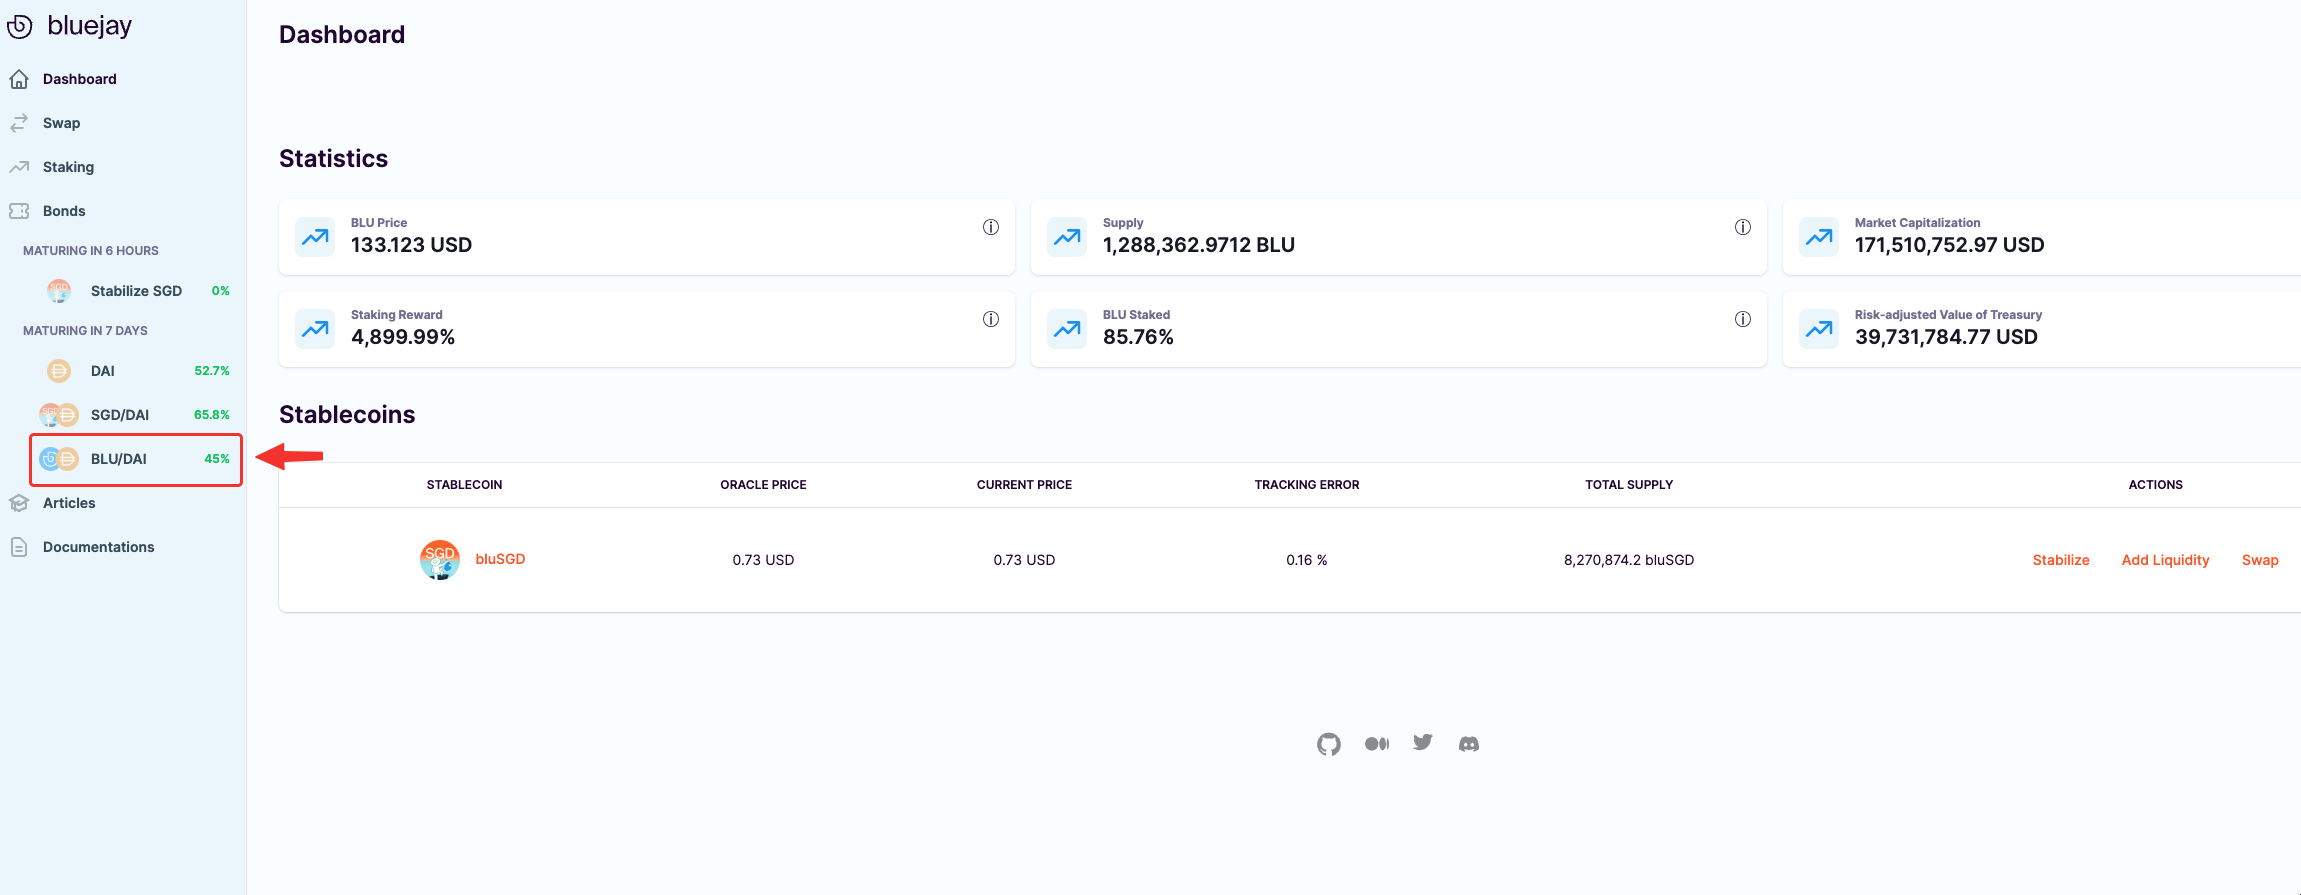 bluejay
Dashboard
Swap
Staking
Bonds
MATURING IN 6 HOURS
Stabilize SGD 0%
MATURING IN 7 DAYS
DAI 52.7%
SGD/DAI 65.8%
BLU/DAI 45%
Articles
Documentations
Dashboard
Statistics
BLU Price
133.123 USD
Supply
1,288,362.9712 BLU
Market Capitalization
171,510,752.97 USD
Staking Reward
4,899.99%
BLU Staked
85.76%
Risk-adjusted Value of Treasury
39,731,784.77 USD
Stablecoins
STABLECOIN ORACLE PRICE CURRENT PRICE TRACKING ERROR TOTAL SUPPLY ACTIONS
SGD bluSGD 0.73 USD 0.73 USD 0.16 % 8,270,874.2 bluSGD Stabilize Add Liquidity Swap